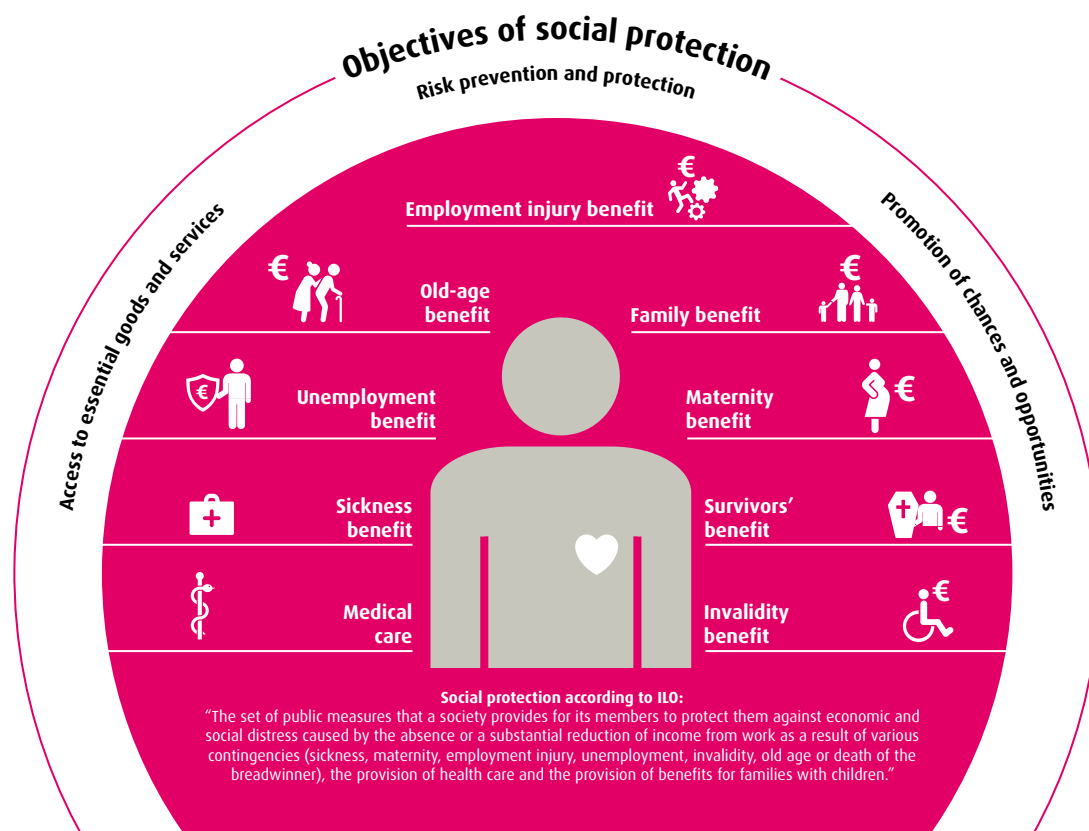 Objectives of social protection
Risk prevention and protection
Access to essential goods and services
Promotion of chances and opportunities
€
Employment injury benefit
€
Old-age
benefit
€
Family benefit
€
Unemployment
benefit
Maternity
benefit
€
Sickness
benefit
Survivors’
benefit
€
Medical
care
Invalidity
benefit
€
Social protection according to ILO:
“The set of public measures that a society provides for its members to protect them against economic and
social distress caused by the absence or a substantial reduction of income from work as a result of various
contingencies (sickness, maternity, employment injury, unemployment, invalidity, old age or death of the
breadwinner), the provision of health care and the provision of benefits for families with children.”